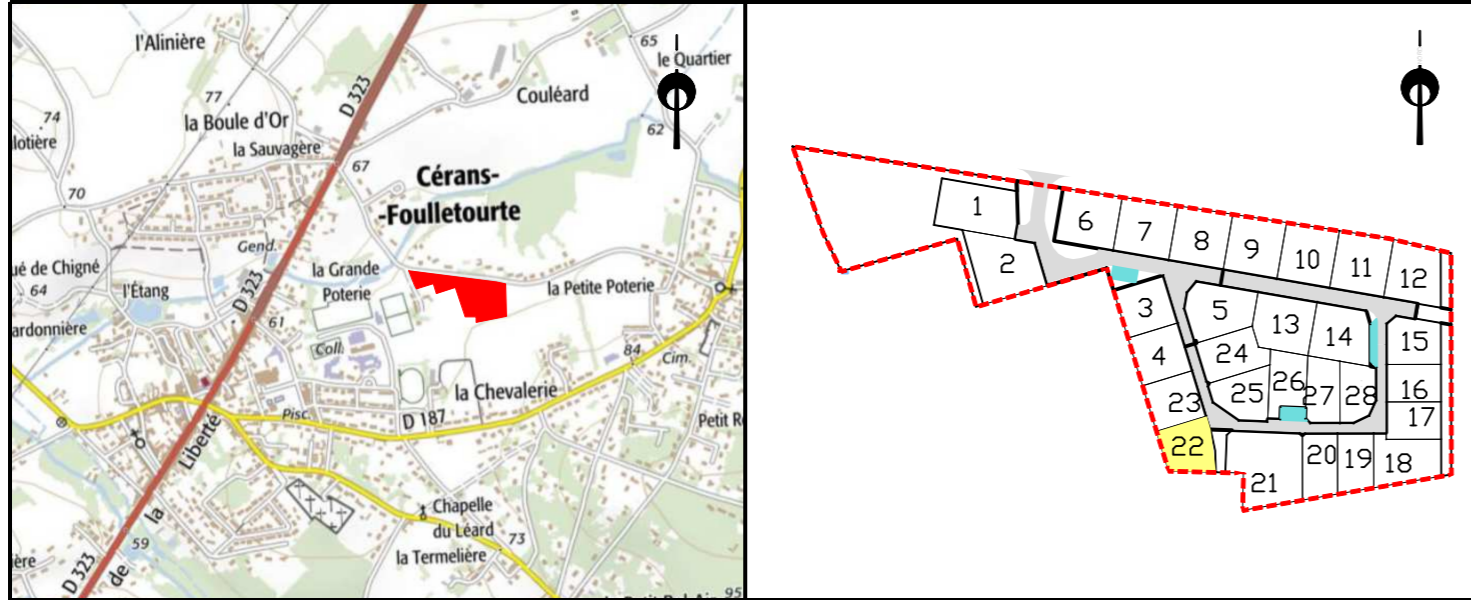 l'Alinière
65
le Quartier
D 323
77
Couléard
74
la Boule d'Or
62
lotière
la Sauvagère
67
Cérans-
-Foulletourte
70
Gend.
ué de Chigné
la Grande
Poterie
64
l'Étang
D 323
la Petite Poterie
ardonnière
61
Coll.
84
Cim.
la Chevalerie
Pisc.
D 187
Petit R
Liberté
la
de
Chapelle
du Léard
59
73
ière
D 323
la Termelière
95
1
2
6
7
8
9
10
11
12
3
5
13
14
15
4
24
26
27
28
16
25
23
17
22
20
19
18
21